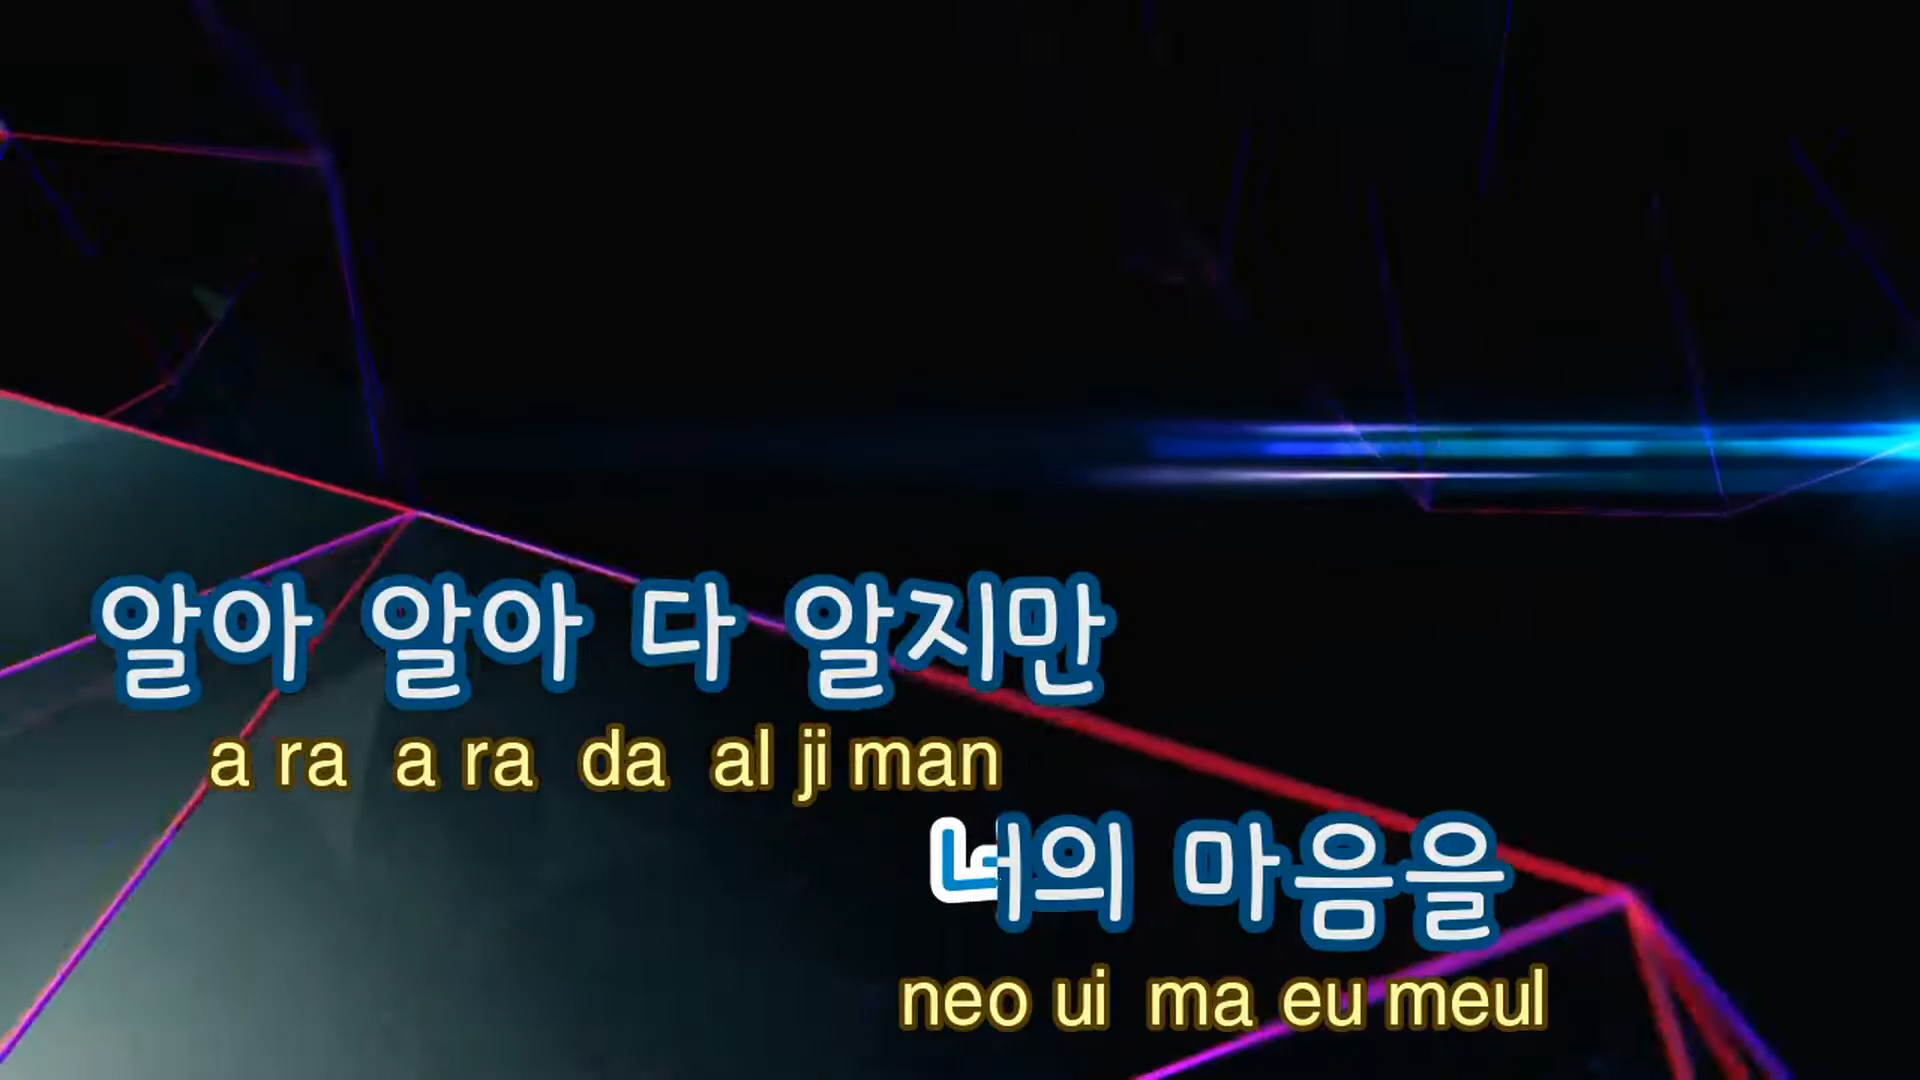 알아 알아 다 알지만
a ra a ra da al ji man
너의 마음을
neo ui ma eu meul